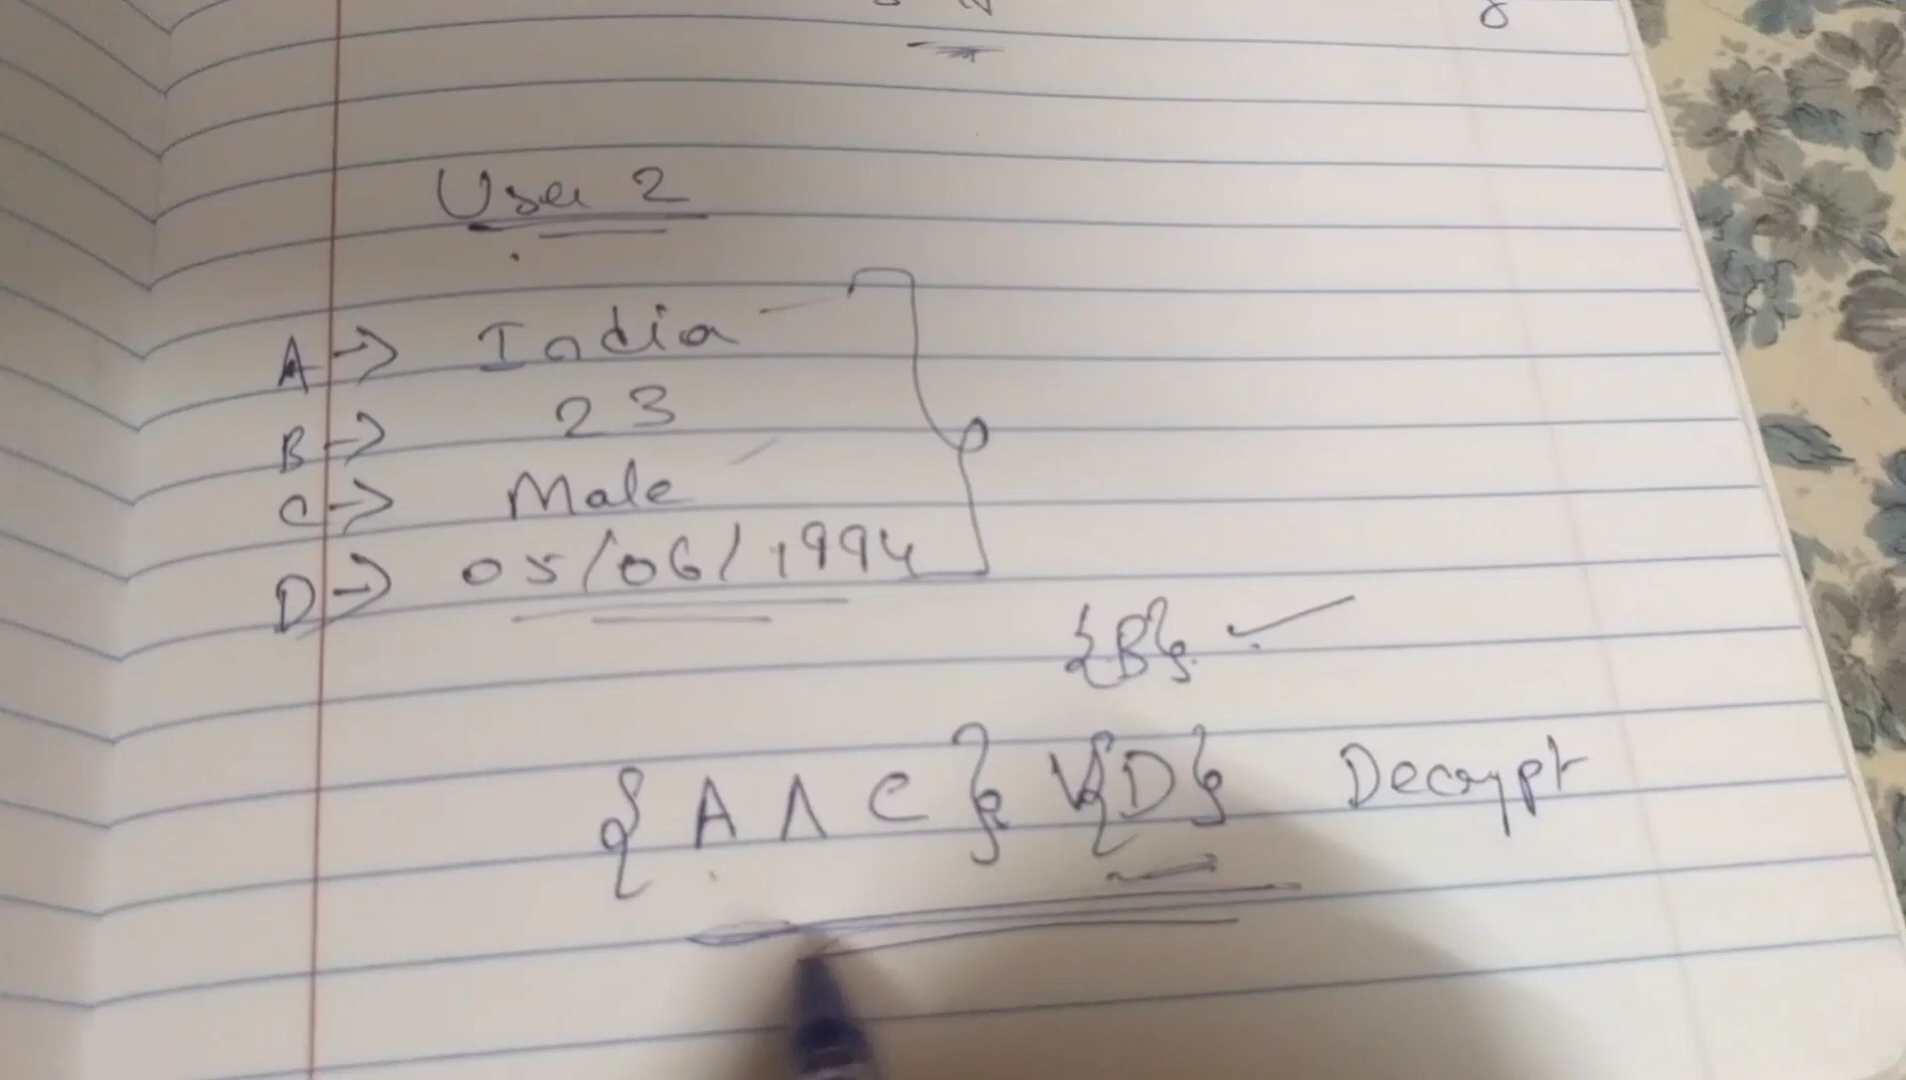 User 2
A → India
B → 23
C → Male
D → 05/06/1994
{B} ✓
{A ∧ C} V{D} Decrypt